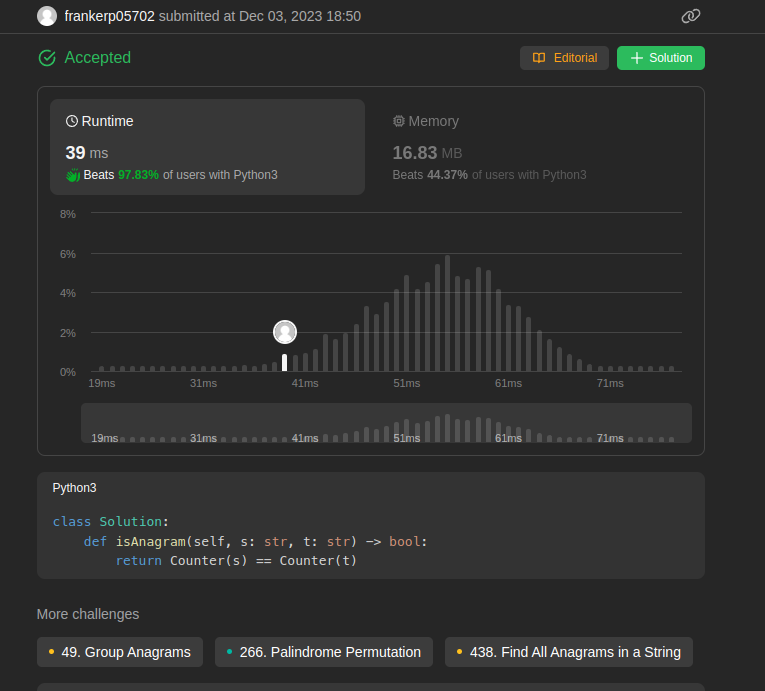 frankerp05702 submitted at Dec 03, 2023 18:50
Accepted
Editorial
Solution
Runtime
39 ms
Beats 97.83% of users with Python3
Memory
16.83 MB
Beats 44.37% of users with Python3
8%
6%
4%
2%
0%
19ms 31ms 41ms 51ms 61ms 71ms
19ms 31ms 41ms 51ms 61ms 71ms
Python3
class Solution:
    def isAnagram(self, s: str, t: str) -> bool:
        return Counter(s) == Counter(t)
More challenges
49. Group Anagrams
266. Palindrome Permutation
438. Find All Anagrams in a String